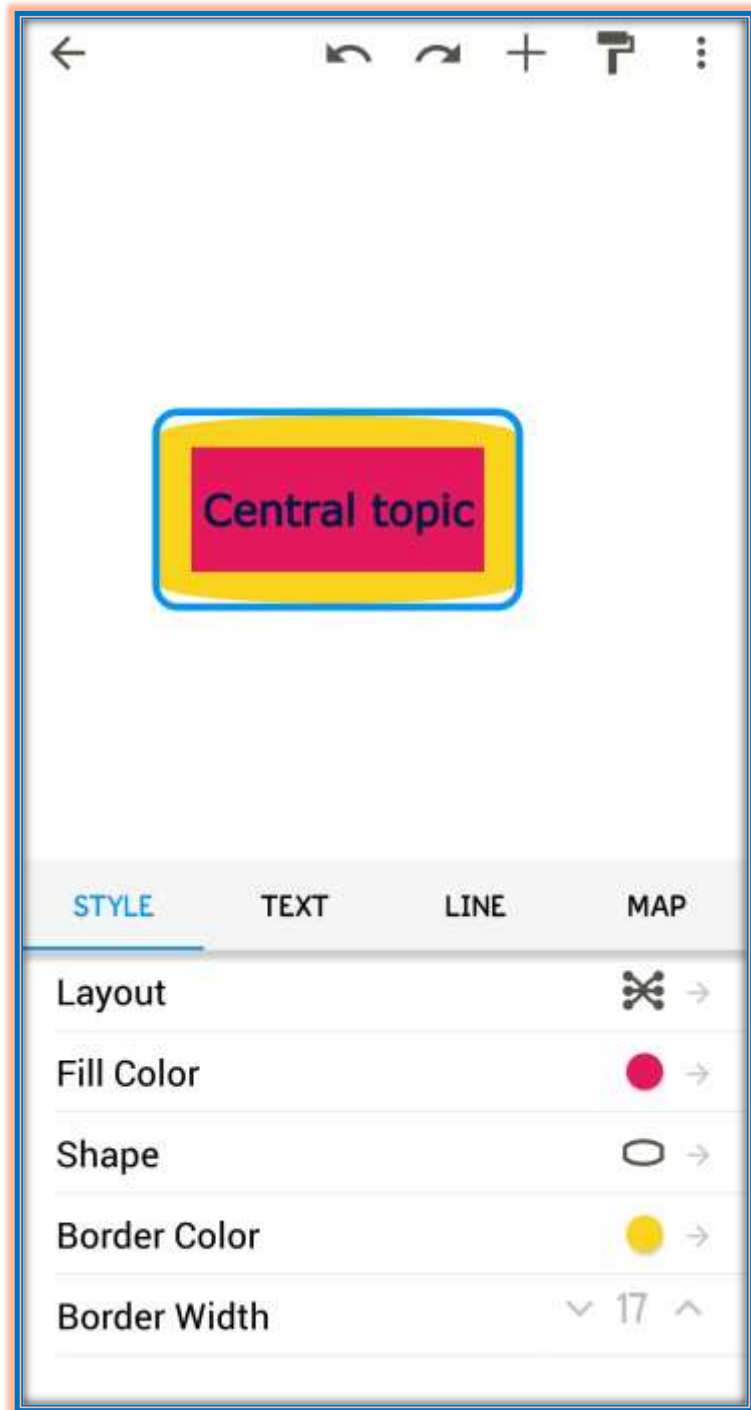 Central topic
STYLE TEXT LINE MAP
Layout
Fill Color
Shape
Border Color
Border Width 17